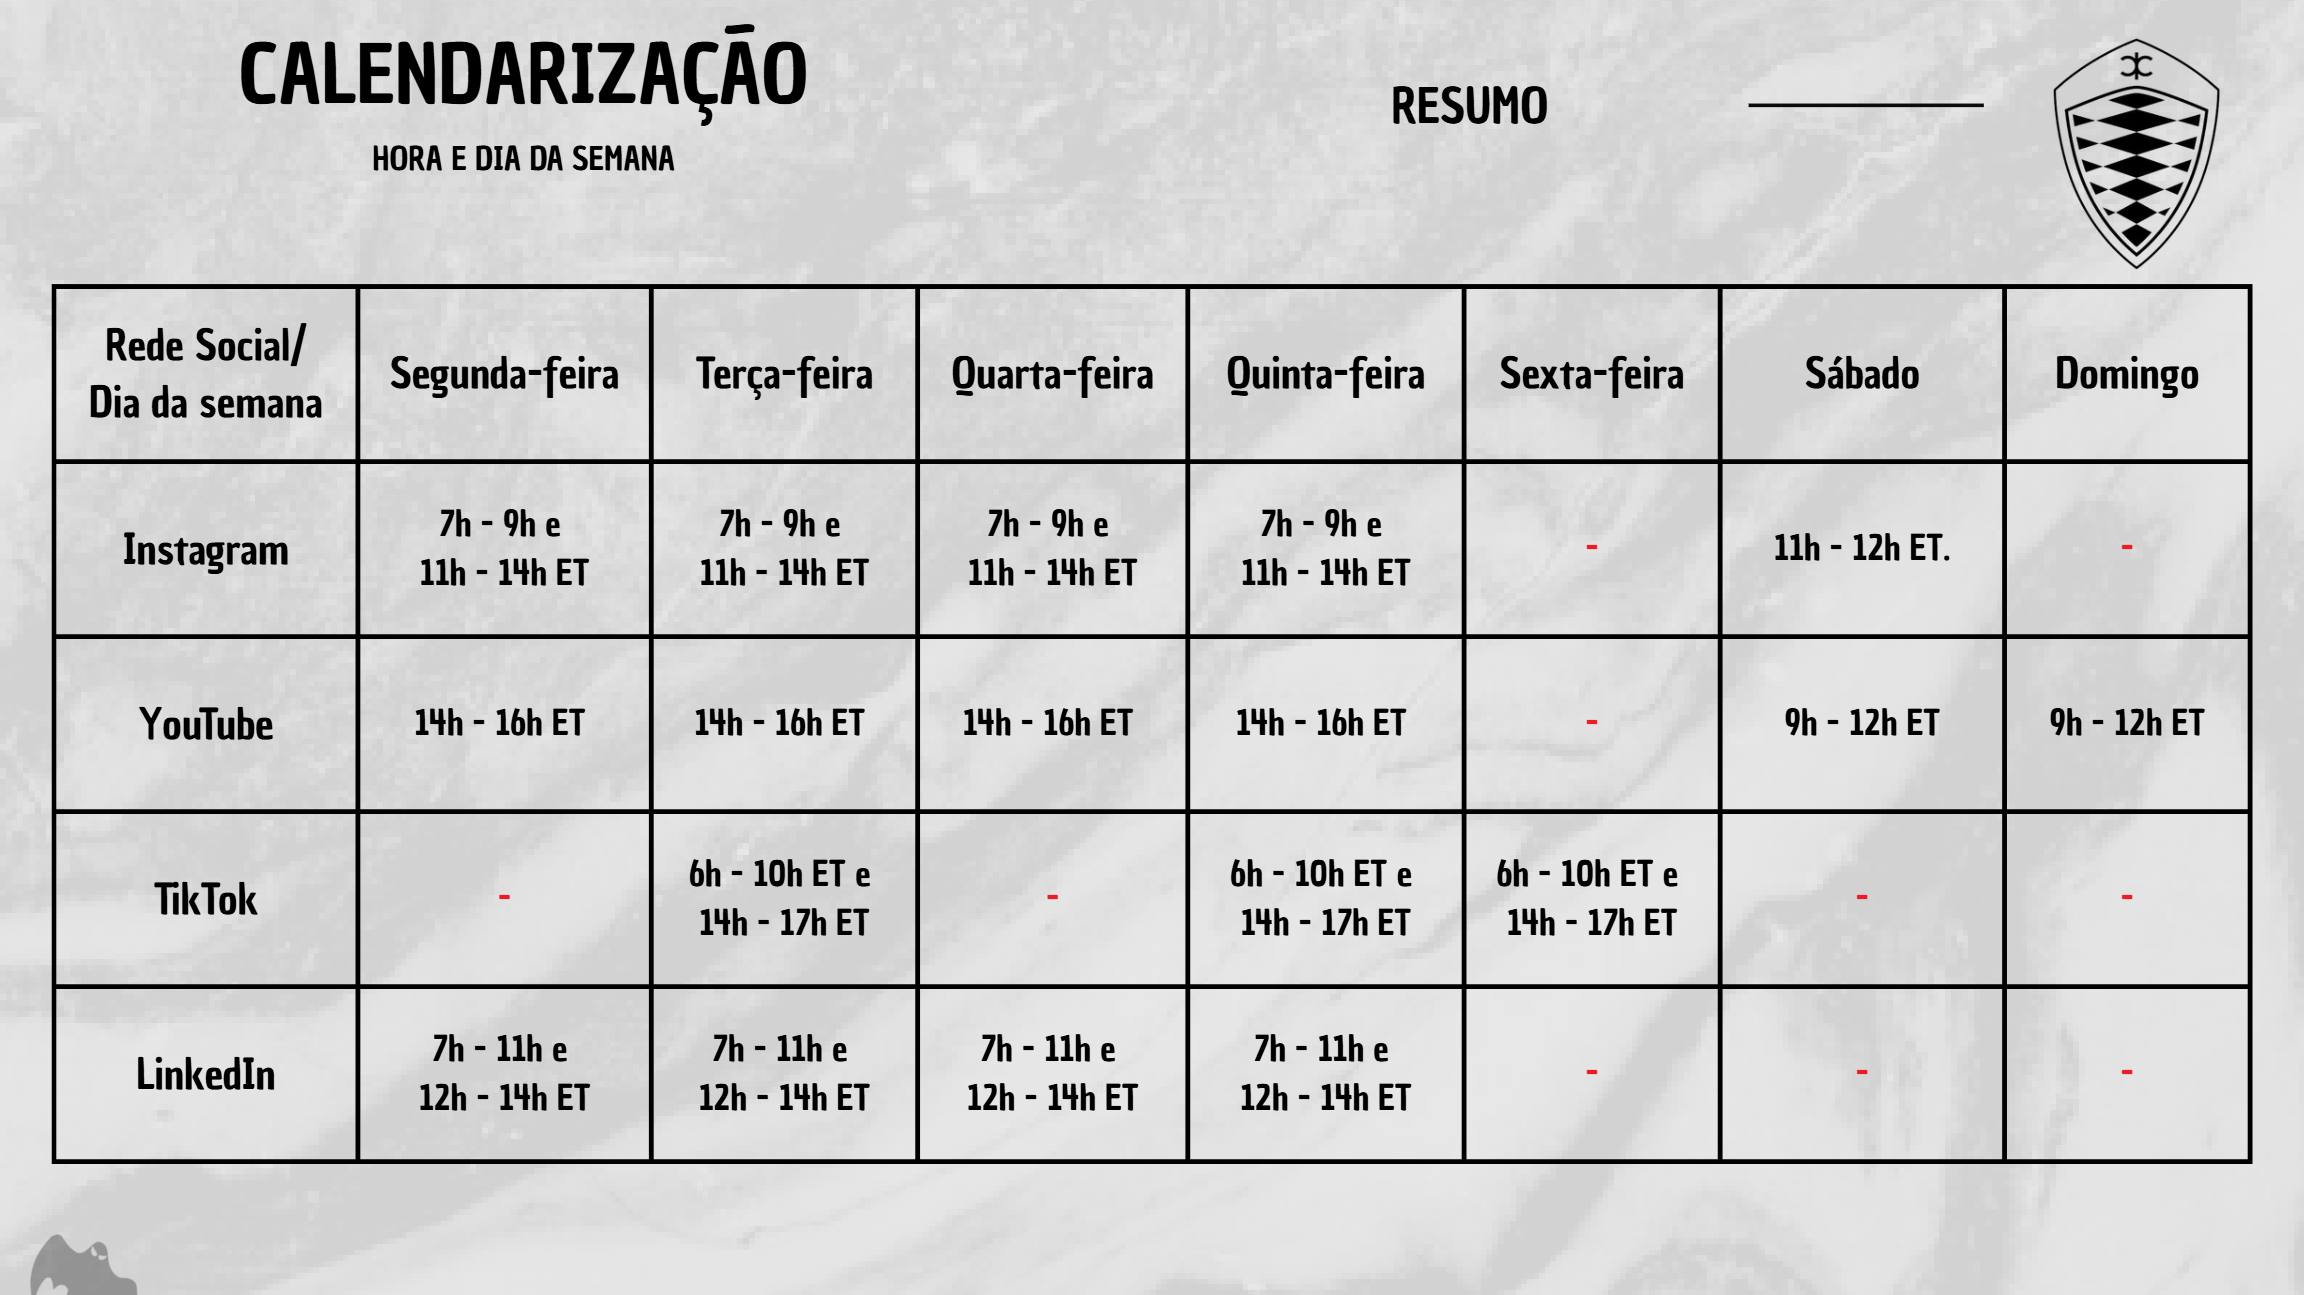 CALENDARIZAÇÃO
HORA E DIA DA SEMANA
RESUMO
Rede Social/
Dia da semana
Segunda-feira
Terça-feira
Quarta-feira
Quinta-feira
Sexta-feira
Sábado
Domingo
Instagram
7h - 9h e
11h - 14h ET
7h - 9h e
11h - 14h ET
7h - 9h e
11h - 14h ET
7h - 9h e
11h - 14h ET
-
11h - 12h ET.
-
YouTube
14h - 16h ET
14h - 16h ET
14h - 16h ET
14h - 16h ET
-
9h - 12h ET
9h - 12h ET
TikTok
-
6h - 10h ET e
14h - 17h ET
-
6h - 10h ET e
14h - 17h ET
6h - 10h ET e
14h - 17h ET
-
-
LinkedIn
7h - 11h e
12h - 14h ET
7h - 11h e
12h - 14h ET
7h - 11h e
12h - 14h ET
7h - 11h e
12h - 14h ET
-
-
-